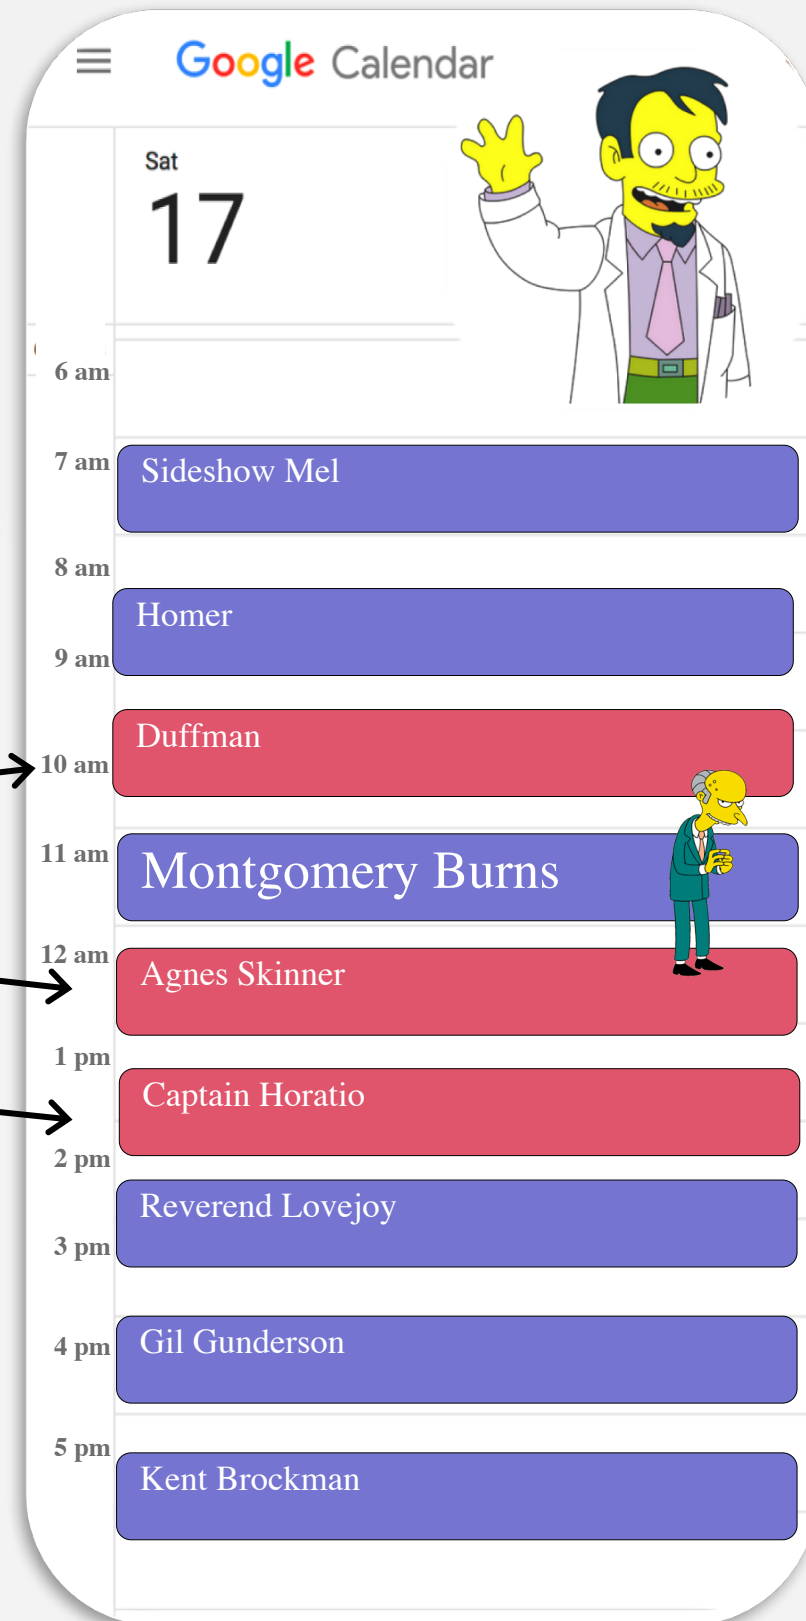 Google Calendar
Sat
17
6 am
7 am
Sideshow Mel
8 am
Homer
9 am
Duffman
10 am
11 am
Montgomery Burns
12 am
Agnes Skinner
1 pm
Captain Horatio
2 pm
Reverend Lovejoy
3 pm
4 pm
Gil Gunderson
5 pm
Kent Brockman